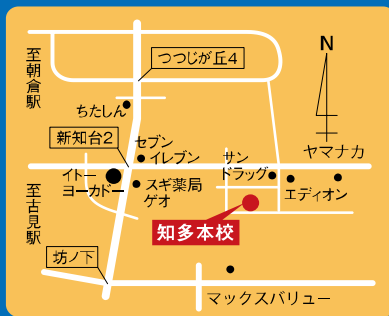 つつじが丘4
N
至朝倉駅
ちたしん
新知台2
セブン
イレブン
サン
ドラッグ
ヤマナカ
イトー
ヨーカドー
スギ薬局
ゲオ
エディオン
至古見駅
知多本校
坊ノ下
マックスバリュー